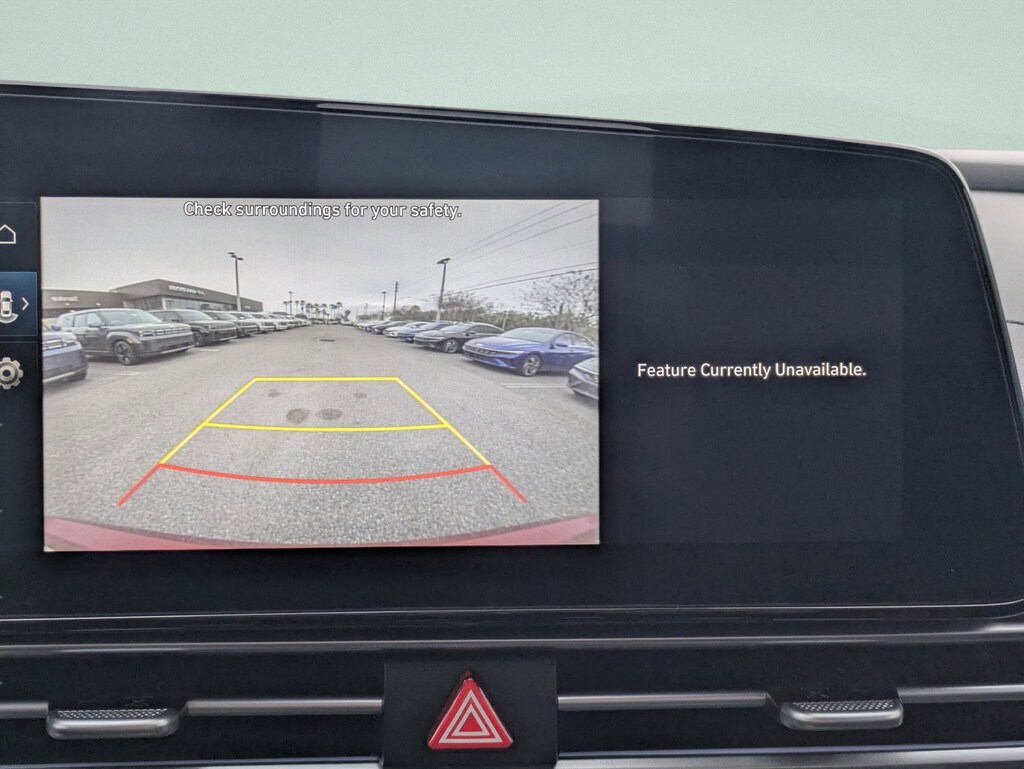 Check surroundings for your safety.
Feature Currently Unavailable.